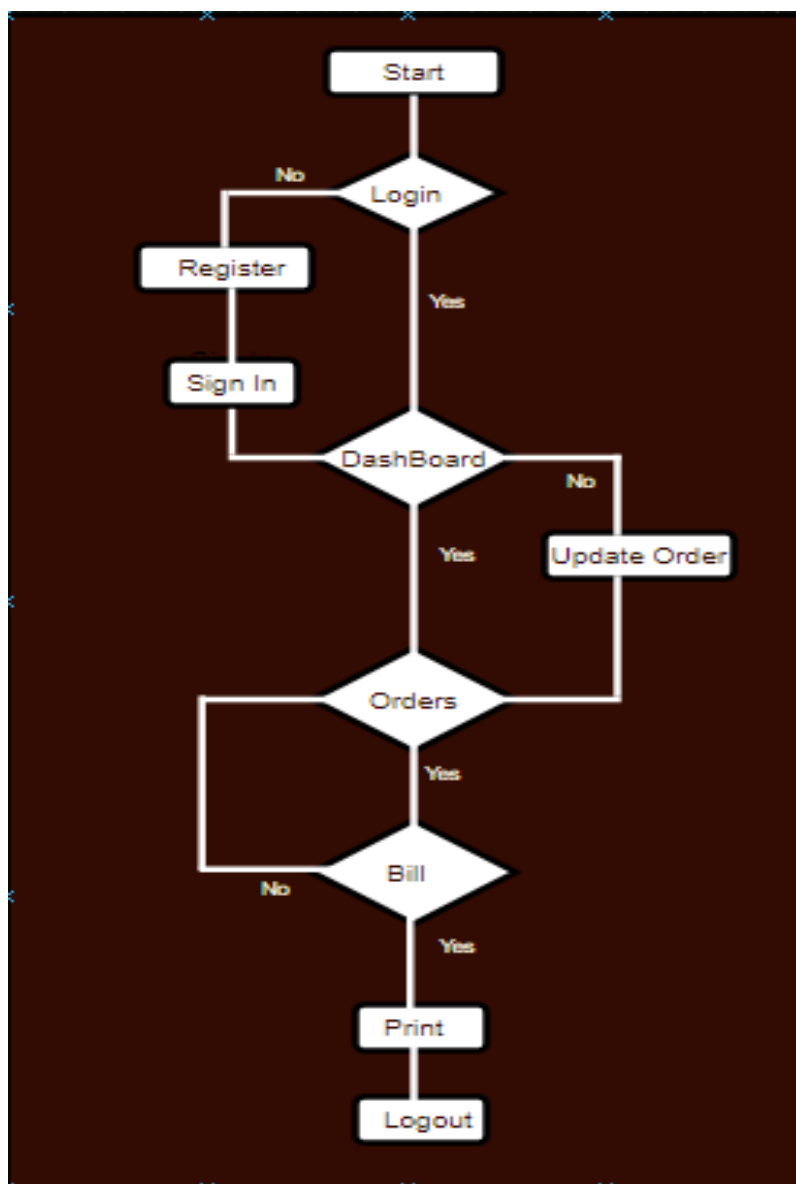 Start
No
Login
Register
Yes
Sign In
DashBoard
No
Yes
Update Order
Orders
Yes
Bill
No
Yes
Print
Logout